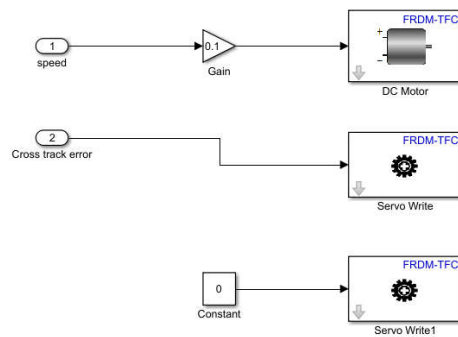 FRDM-TFC
1
0.1
+
−
speed
Gain
DC Motor
FRDM-TFC
2
Cross track error
Servo Write
FRDM-TFC
0
Constant
Servo Write1